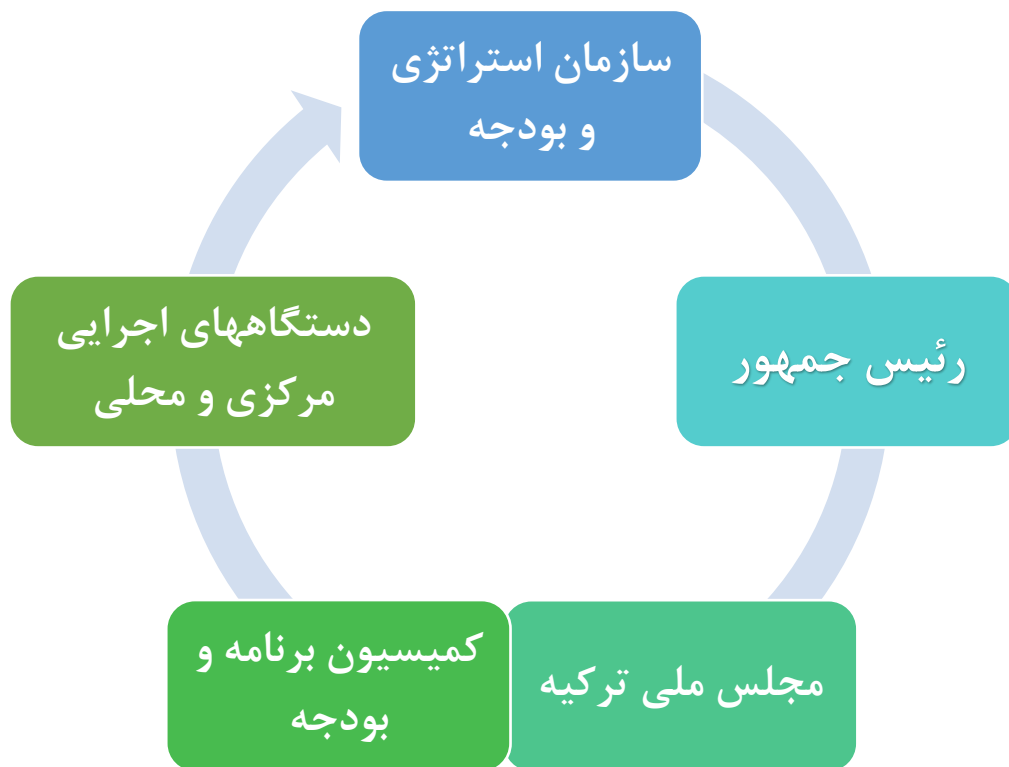 سازمان استراتژی
و بودجه
رئیس جمهور
مجلس ملی ترکیه
کمیسیون برنامه و
بودجه
دستگاههای اجرایی
مرکزی و محلی